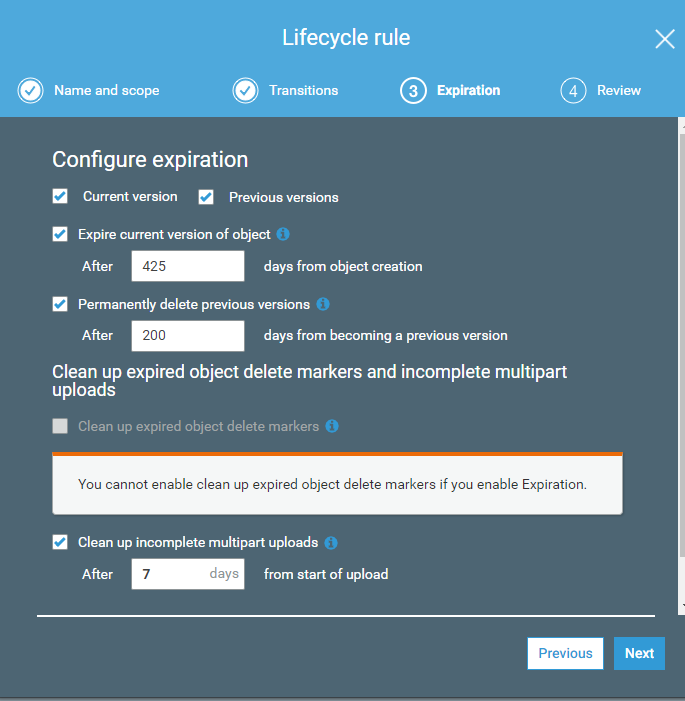 Lifecycle rule
Name and scope
Transitions
3 Expiration
4 Review
Configure expiration
Current version Previous versions
Expire current version of object
After 425 days from object creation
Permanently delete previous versions
After 200 days from becoming a previous version
Clean up expired object delete markers and incomplete multipart
uploads
Clean up expired object delete markers
You cannot enable clean up expired object delete markers if you enable Expiration.
Clean up incomplete multipart uploads
After 7 days from start of upload
Previous Next